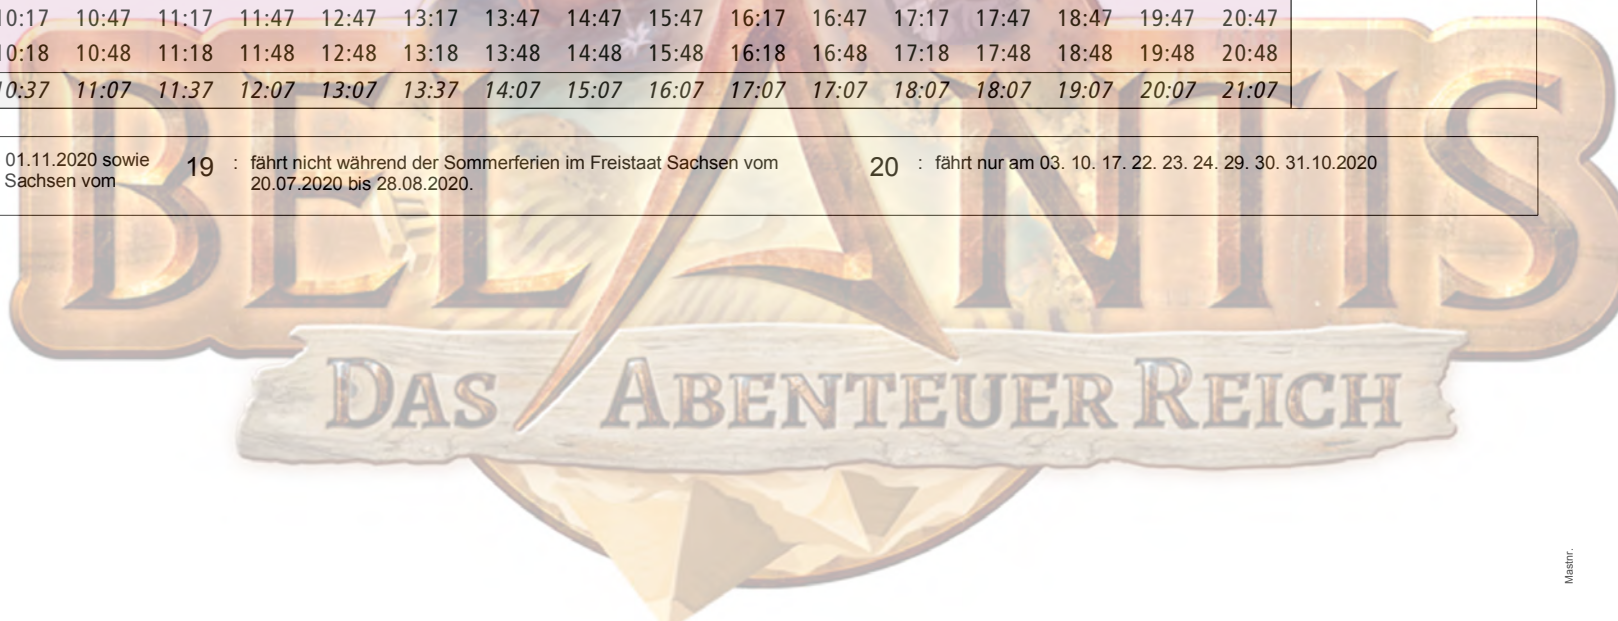 0:17 10:47 11:17 11:47 12:47 13:17 13:47 14:47 15:47 16:17 16:47 17:17 17:47 18:47 19:47 20:47
0:18 10:48 11:18 11:48 12:48 13:18 13:48 14:48 15:48 16:18 16:48 17:18 17:48 18:48 19:48 20:48
0:37 11:07 11:37 12:07 13:07 13:37 14:07 15:07 16:07 17:07 17:07 18:07 18:07 19:07 20:07 21:07
01.11.2020 sowie
Sachsen vom
19 : fährt nicht während der Sommerferien im Freistaat Sachsen vom
20.07.2020 bis 28.08.2020.
20 : fährt nur am 03. 10. 17. 22. 23. 24. 29. 30. 31.10.2020
BELANTIS
DAS ABENTEUER REICH
Mastnr.